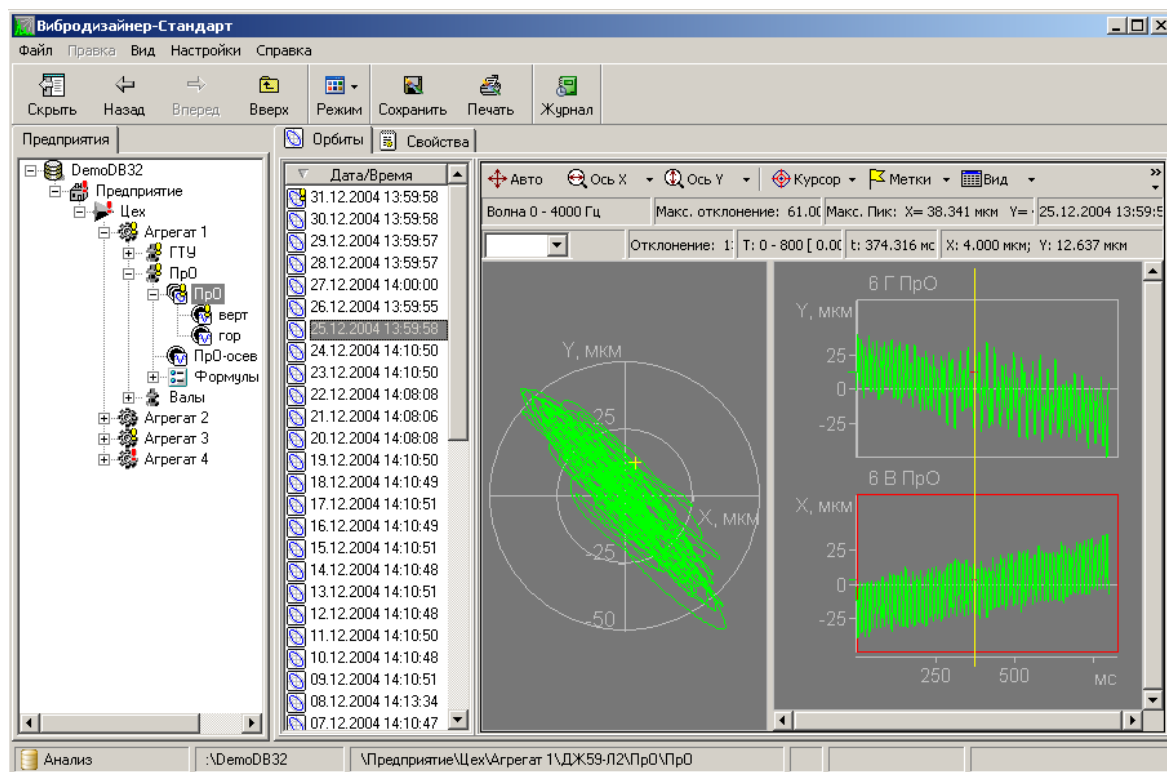 Вибродизайнер-Стандарт
Файл Правка Вид Настройки Справка
Скрыть Назад Вперед Вверх Режим Сохранить Печать Журнал
Предприятия
Орбиты Свойства
DemoDB32
Предприятие
Цех
Агрегат 1
ГТУ
ПрО
ПрО
верт
гор
ПрО-осев
Формулы
Валы
Агрегат 2
Агрегат 3
Агрегат 4
Дата/Время
31.12.2004 13:59:58
30.12.2004 13:59:58
29.12.2004 13:59:57
28.12.2004 13:59:57
27.12.2004 14:00:00
26.12.2004 13:59:55
25.12.2004 13:59:58
24.12.2004 14:10:50
23.12.2004 14:10:50
22.12.2004 14:08:08
21.12.2004 14:08:06
20.12.2004 14:08:08
19.12.2004 14:10:50
18.12.2004 14:10:49
17.12.2004 14:10:51
16.12.2004 14:10:49
15.12.2004 14:10:51
14.12.2004 14:10:48
13.12.2004 14:10:51
12.12.2004 14:10:48
11.12.2004 14:10:50
10.12.2004 14:10:48
09.12.2004 14:10:51
08.12.2004 14:13:34
07.12.2004 14:10:47
Авто Ось X Ось Y Курсор Метки Вид »
Волна 0 - 4000 Гц Макс. отклонение: 61.0 Макс. Пик: X= 38.341 мкм Y= 25.12.2004 13:59:5
Отклонение: 1 T: 0 - 800 [ 0.00 t: 374.316 мс X: 4.000 мкм; Y: 12.637 мкм
Y, МКМ
25
X, МКМ
-25
-50
6 Г ПрО
Y, МКМ
25
0
-25
6 В ПрО
X, МКМ
25
0
-25
250 500 МС
Анализ :\DemoDB32 \Предприятие\Цех\Агрегат 1\ДЖ59-Л2\ПрО\ПрО